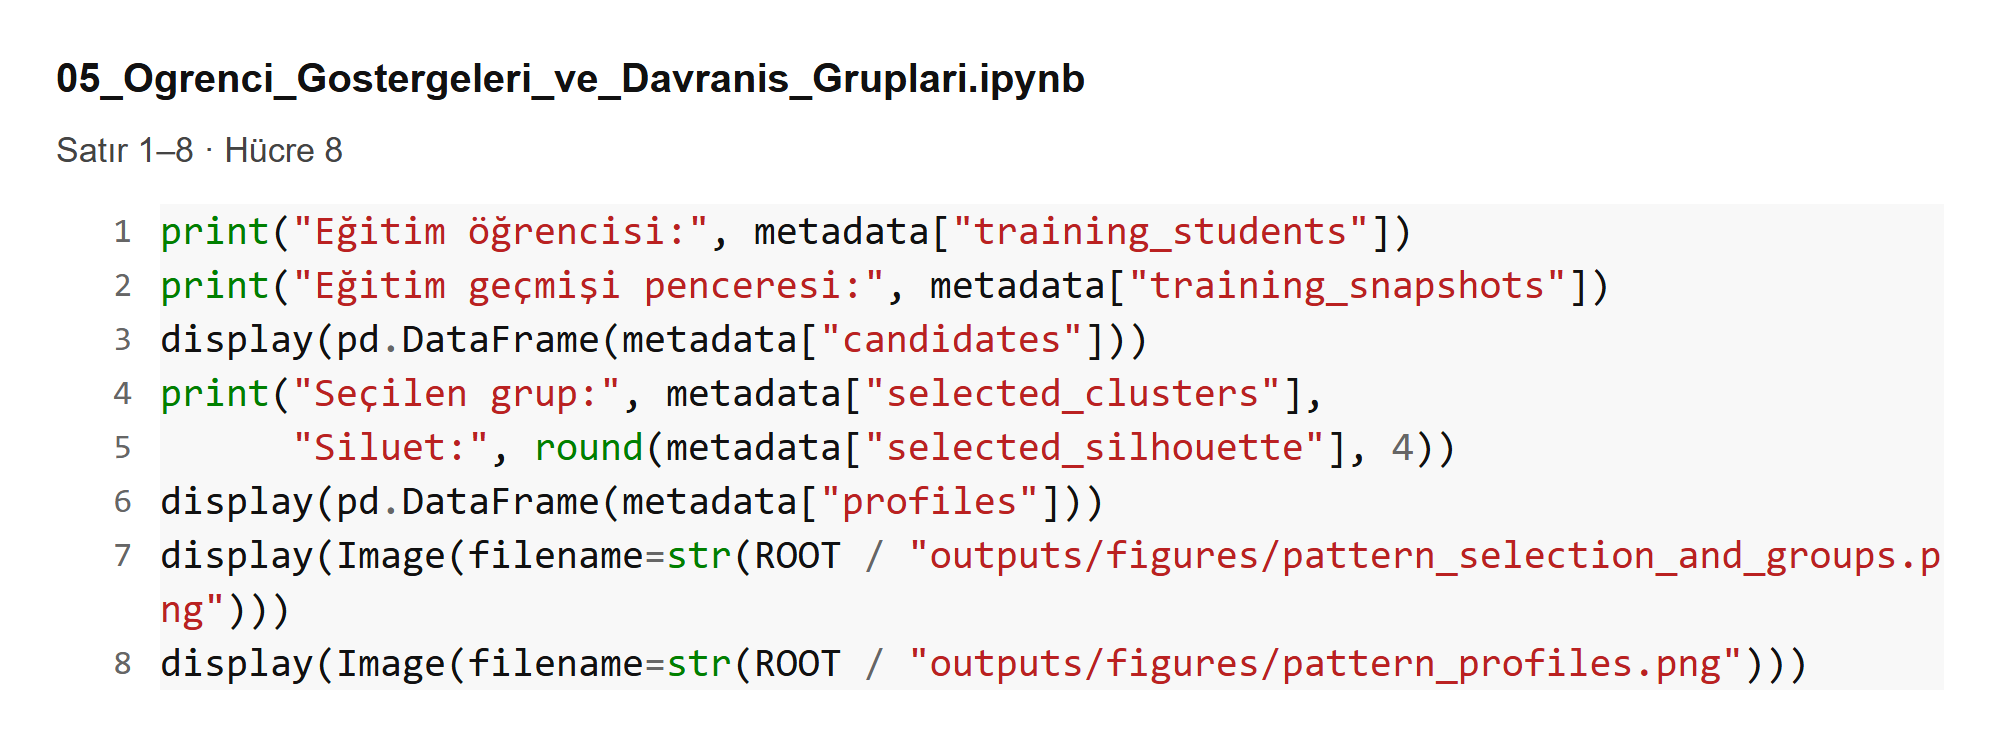 05_Ogrenci_Gostergeleri_ve_Davranis_Gruplari.ipynb
Satır 1–8 · Hücre 8
1 print("Eğitim öğrencisi:", metadata["training_students"])
2 print("Eğitim geçmişi penceresi:", metadata["training_snapshots"])
3 display(pd.DataFrame(metadata["candidates"]))
4 print("Seçilen grup:", metadata["selected_clusters"],
5       "Siluet:", round(metadata["selected_silhouette"], 4))
6 display(pd.DataFrame(metadata["profiles"]))
7 display(Image(filename=str(ROOT / "outputs/figures/pattern_selection_and_groups.p
ng")))
8 display(Image(filename=str(ROOT / "outputs/figures/pattern_profiles.png")))